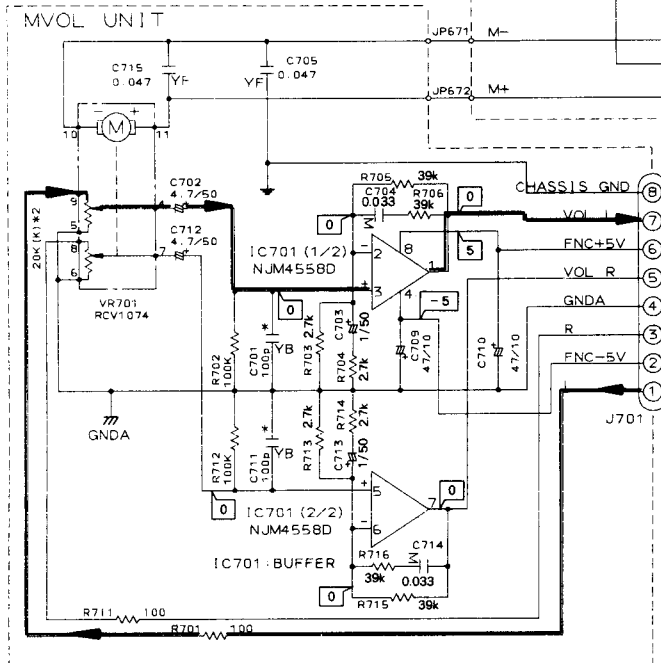 MVOL UNIT
JP671 M-
C715 0.047 YF
C705 0.047 YF
JP672 M+
- +
10 M 11
C702 4.7/50
R705 39k
C704 0.033 M
R706 39k
0
0
CHASSIS GND 8
VOL L 7
FNC+5V 6
VOL R 5
GNDA 4
R 3
FNC-5V 2
1
J701
9
5
8
6
20K(K)*2
C712 4.7/50
7
VR701
RCV1074
IC701(1/2)
NJM4558D
- 2
+ 3
8
1
4
5
-5
0
R702 100K
* C701 100p YB
R703 2.7k
C703 1/50
R704 2.7k
C709 47/10
C710 47/10
GNDA
R712 100K
* C711 100p YB
R713 2.7k
R714 2.7k
C713 1/50
0
IC701(2/2)
NJM4558D
+ 5
- 6
7
0
IC701:BUFFER
R716 39k
M C714 0.033
0
R715 39k
R711 100
R701 100